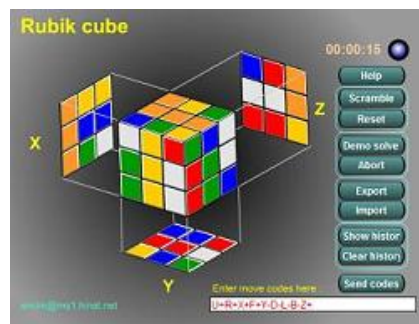 Rubik cube
00:00:15
Help
Scramble
Reset
Demo solve
Abort
Export
Import
Show histor
Clear histor
Send codes
X
Z
Y
Enter move codes here
U+R+X+F+Y-D-L-B-Z+